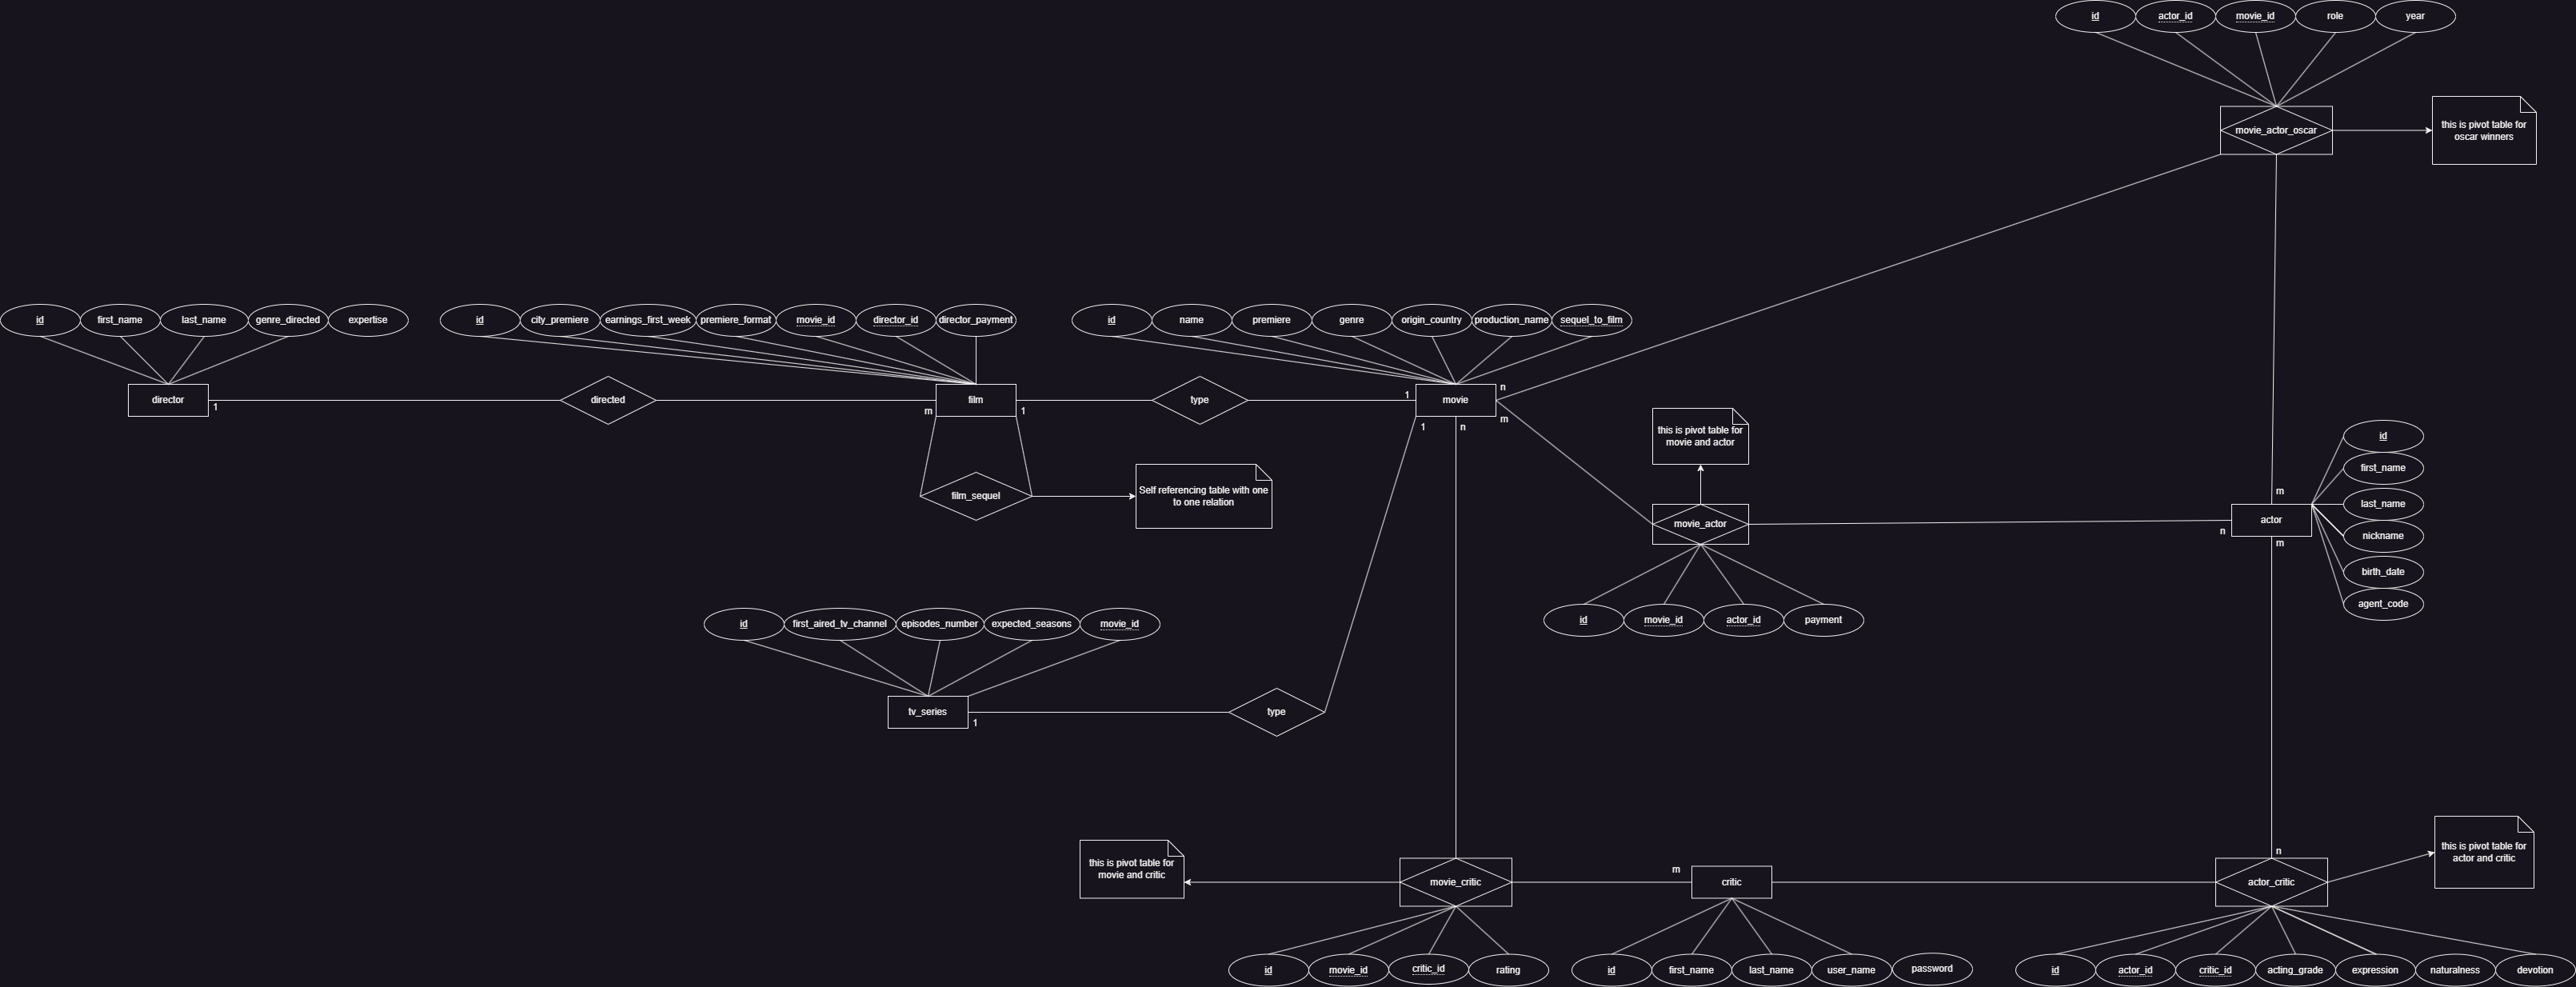 id
actor_id
movie_id
role
year
movie_actor_oscar
this is pivot table for
oscar winners
id
first_name
last_name
genre_directed
expertise
id
city_premiere
earnings_first_week
premiere_format
movie_id
director_id
director_payment
id
name
premiere
genre
origin_country
production_name
sequel_to_film
director
1
directed
m
film
1
type
1
movie
n
m
1
n
film_sequel
Self referencing table with one
to one relation
this is pivot table for
movie and actor
movie_actor
id
movie_id
actor_id
payment
m
n
actor
m
id
first_name
last_name
nickname
birth_date
agent_code
id
first_aired_tv_channel
episodes_number
expected_seasons
movie_id
tv_series
1
type
this is pivot table for
movie and critic
movie_critic
m
critic
n
actor_critic
this is pivot table for
actor and critic
id
movie_id
critic_id
rating
id
first_name
last_name
user_name
password
id
actor_id
critic_id
acting_grade
expression
naturalness
devotion